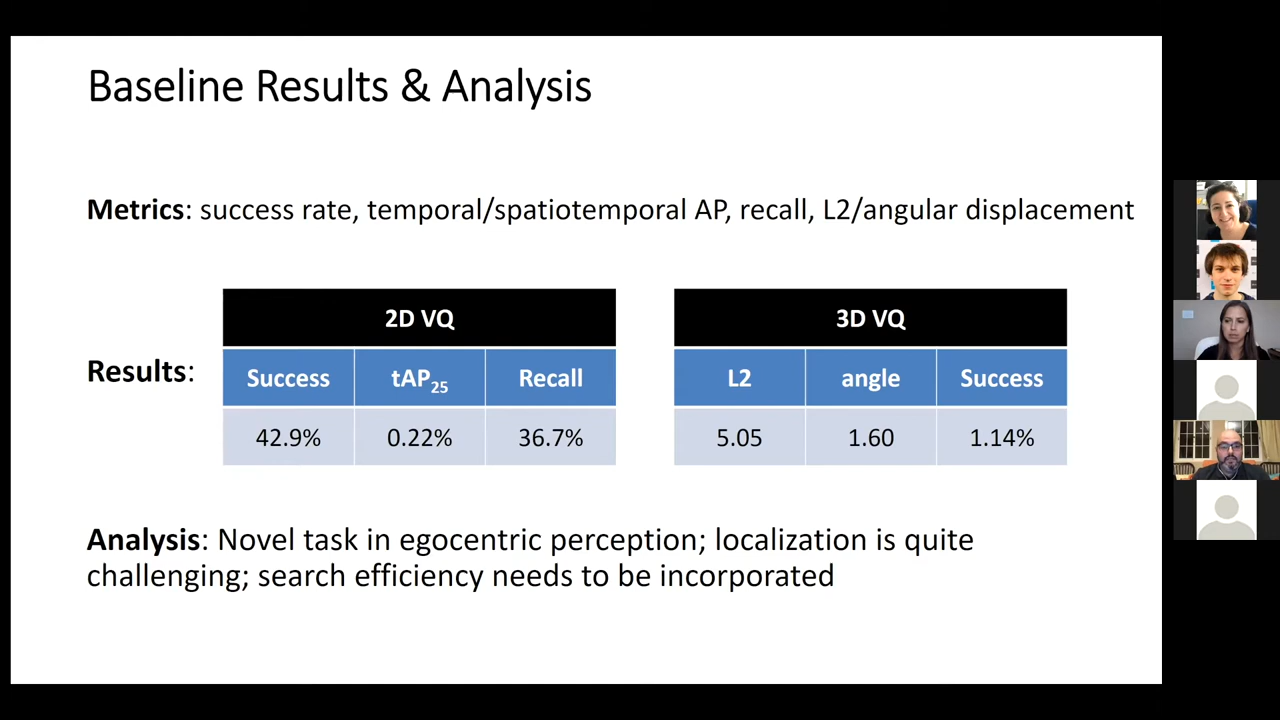 Baseline Results & Analysis
Metrics: success rate, temporal/spatiotemporal AP, recall, L2/angular displacement
Results:
2D VQ
Success tAP25 Recall
42.9% 0.22% 36.7%
3D VQ
L2 angle Success
5.05 1.60 1.14%
Analysis: Novel task in egocentric perception; localization is quite
challenging; search efficiency needs to be incorporated